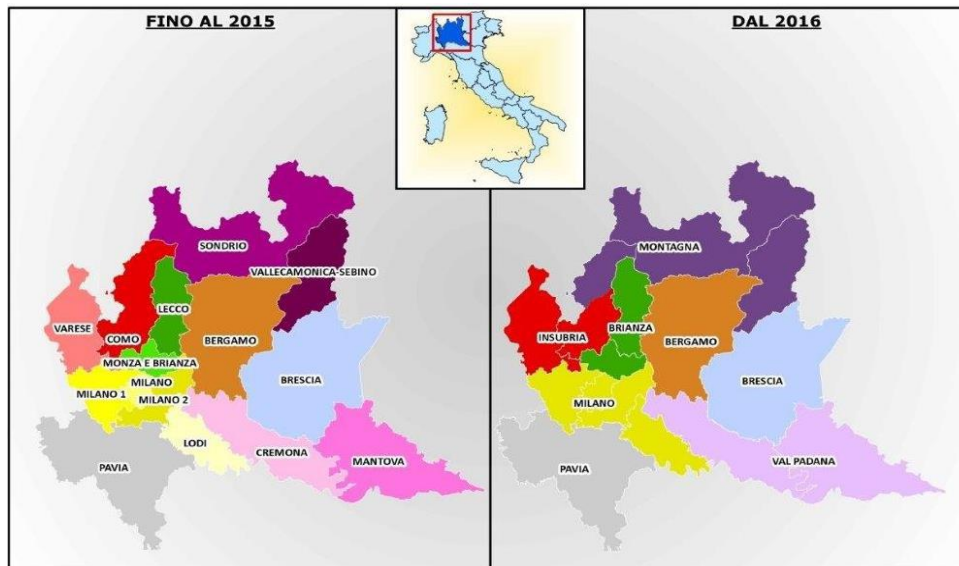 FINO AL 2015
DAL 2016
SONDRIO
VALLECAMONICA-SEBINO
LECCO
VARESE
COMO
BERGAMO
MONZA E BRIANZA
BRESCIA
MILANO
MILANO 1
MILANO 2
LODI
CREMONA
MANTOVA
PAVIA
MONTAGNA
INSUBRIA
BRIANZA
BERGAMO
BRESCIA
MILANO
VAL PADANA
PAVIA